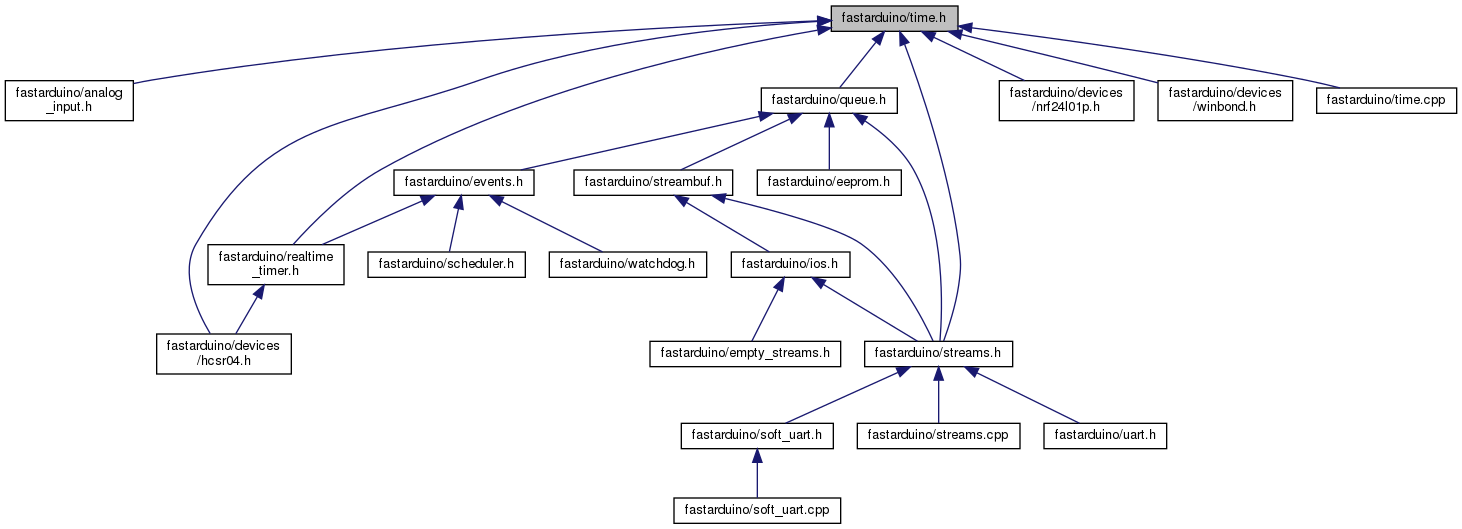 fastarduino/time.h
fastarduino/analog
_input.h
fastarduino/queue.h
fastarduino/devices
/nrf24l01p.h
fastarduino/devices
/winbond.h
fastarduino/time.cpp
fastarduino/events.h
fastarduino/streambuf.h
fastarduino/eeprom.h
fastarduino/realtime
_timer.h
fastarduino/scheduler.h
fastarduino/watchdog.h
fastarduino/ios.h
fastarduino/devices
/hcsr04.h
fastarduino/empty_streams.h
fastarduino/streams.h
fastarduino/soft_uart.h
fastarduino/streams.cpp
fastarduino/uart.h
fastarduino/soft_uart.cpp